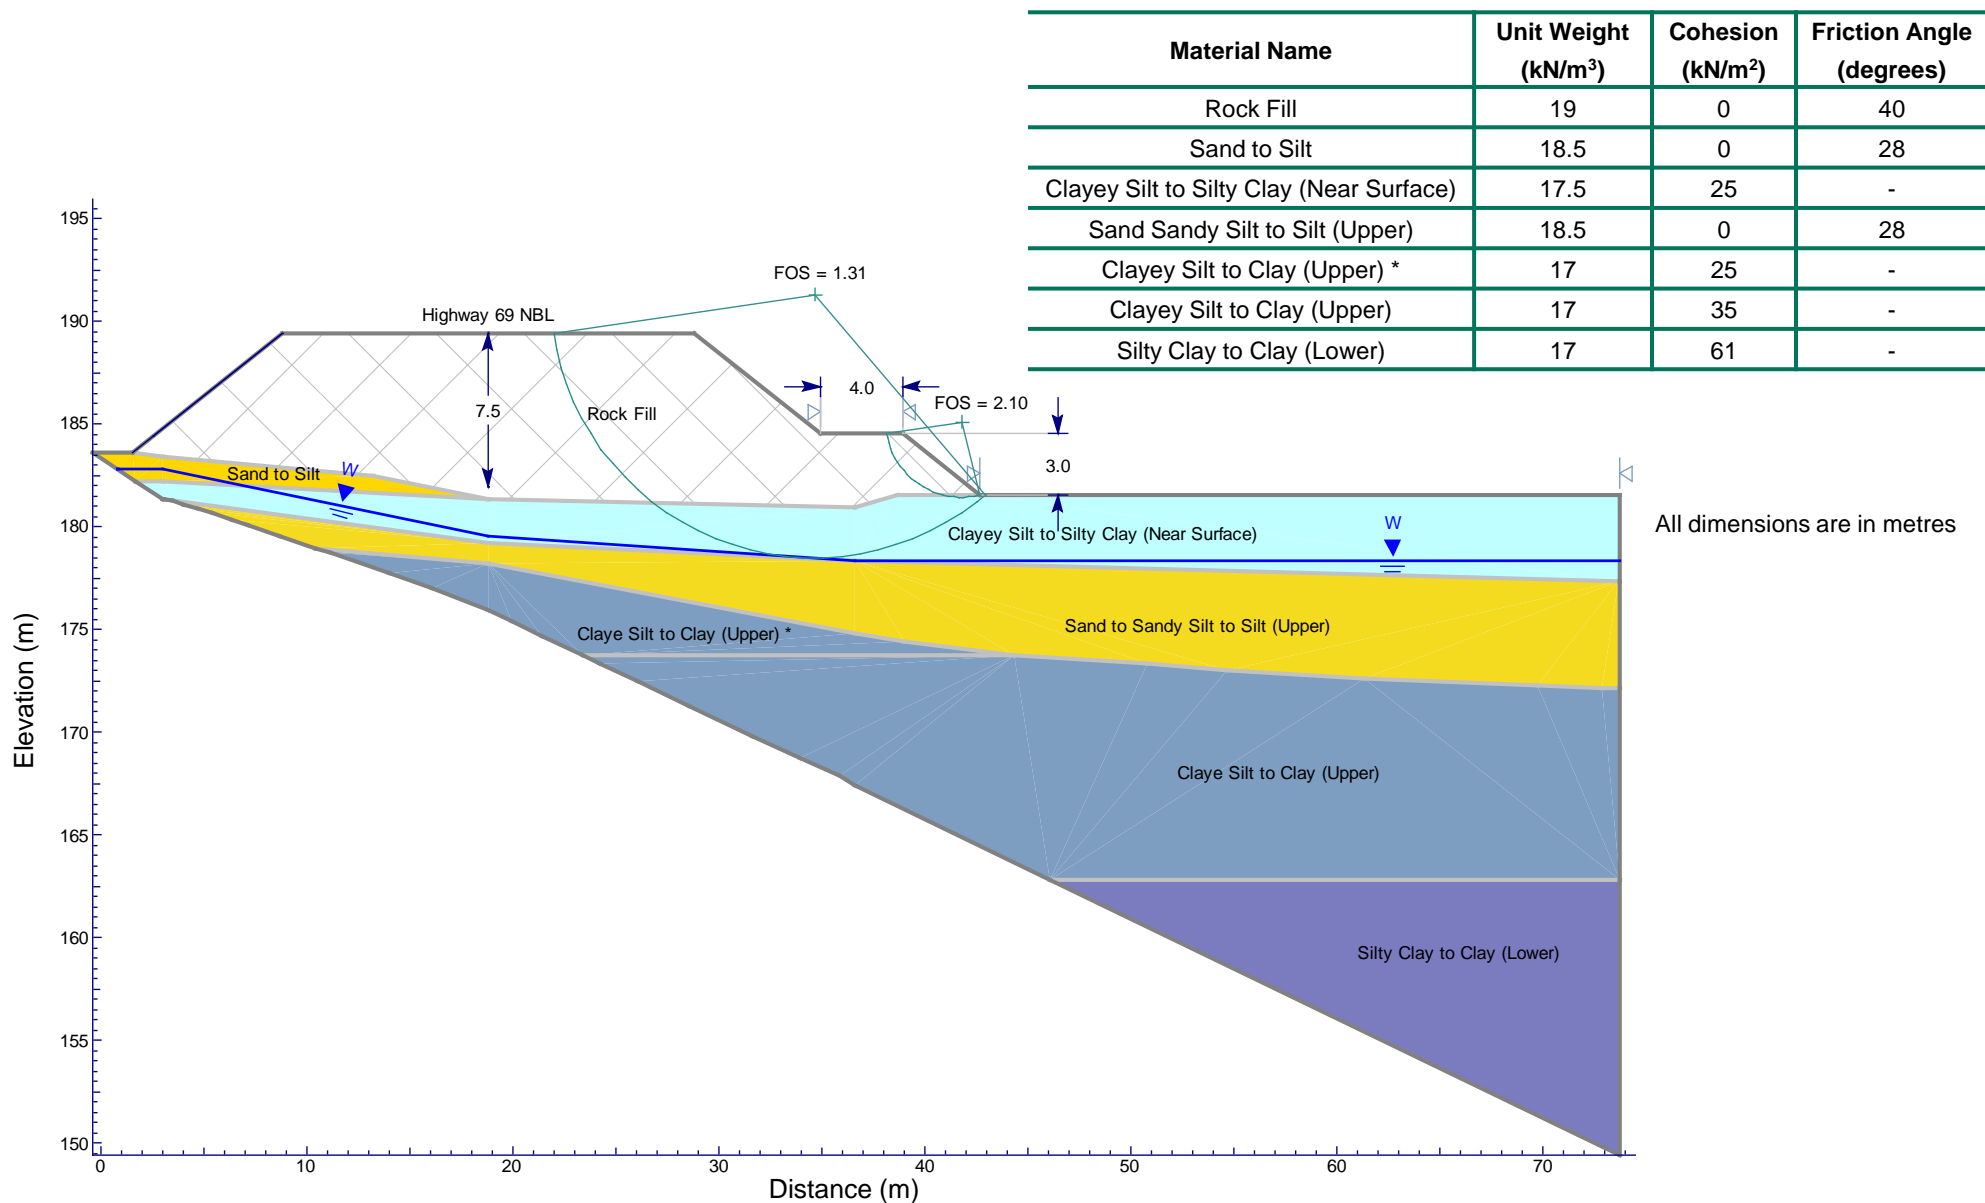 Material Name
Unit Weight
(kN/m³)
Cohesion
(kN/m²)
Friction Angle
(degrees)
Rock Fill 19 0 40
Sand to Silt 18.5 0 28
Clayey Silt to Silty Clay (Near Surface) 17.5 25 -
Sand Sandy Silt to Silt (Upper) 18.5 0 28
Clayey Silt to Clay (Upper) * 17 25 -
Clayey Silt to Clay (Upper) 17 35 -
Silty Clay to Clay (Lower) 17 61 -
FOS = 1.31
Highway 69 NBL
4.0
FOS = 2.10
7.5
Rock Fill
3.0
Sand to Silt
W
Clayey Silt to Silty Clay (Near Surface)
W
All dimensions are in metres
Claye Silt to Clay (Upper) *
Sand to Sandy Silt to Silt (Upper)
Claye Silt to Clay (Upper)
Silty Clay to Clay (Lower)
Elevation (m)
195
190
185
180
175
170
165
160
155
150
0 10 20 30 40 50 60 70
Distance (m)